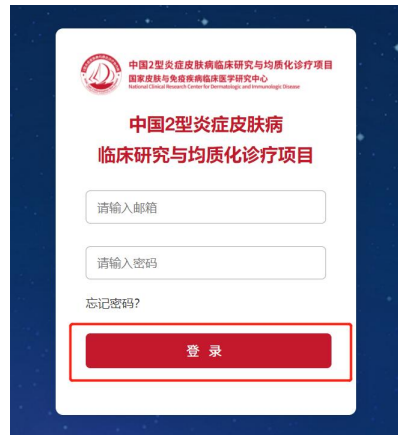 中国2型炎症皮肤病临床研究与均质化诊疗项目
国家皮肤与免疫疾病临床医学研究中心
National Clinical Research Center for Dermatologic and Immunologic Disease
中国2型炎症皮肤病
临床研究与均质化诊疗项目
请输入邮箱
请输入密码
忘记密码?
登 录